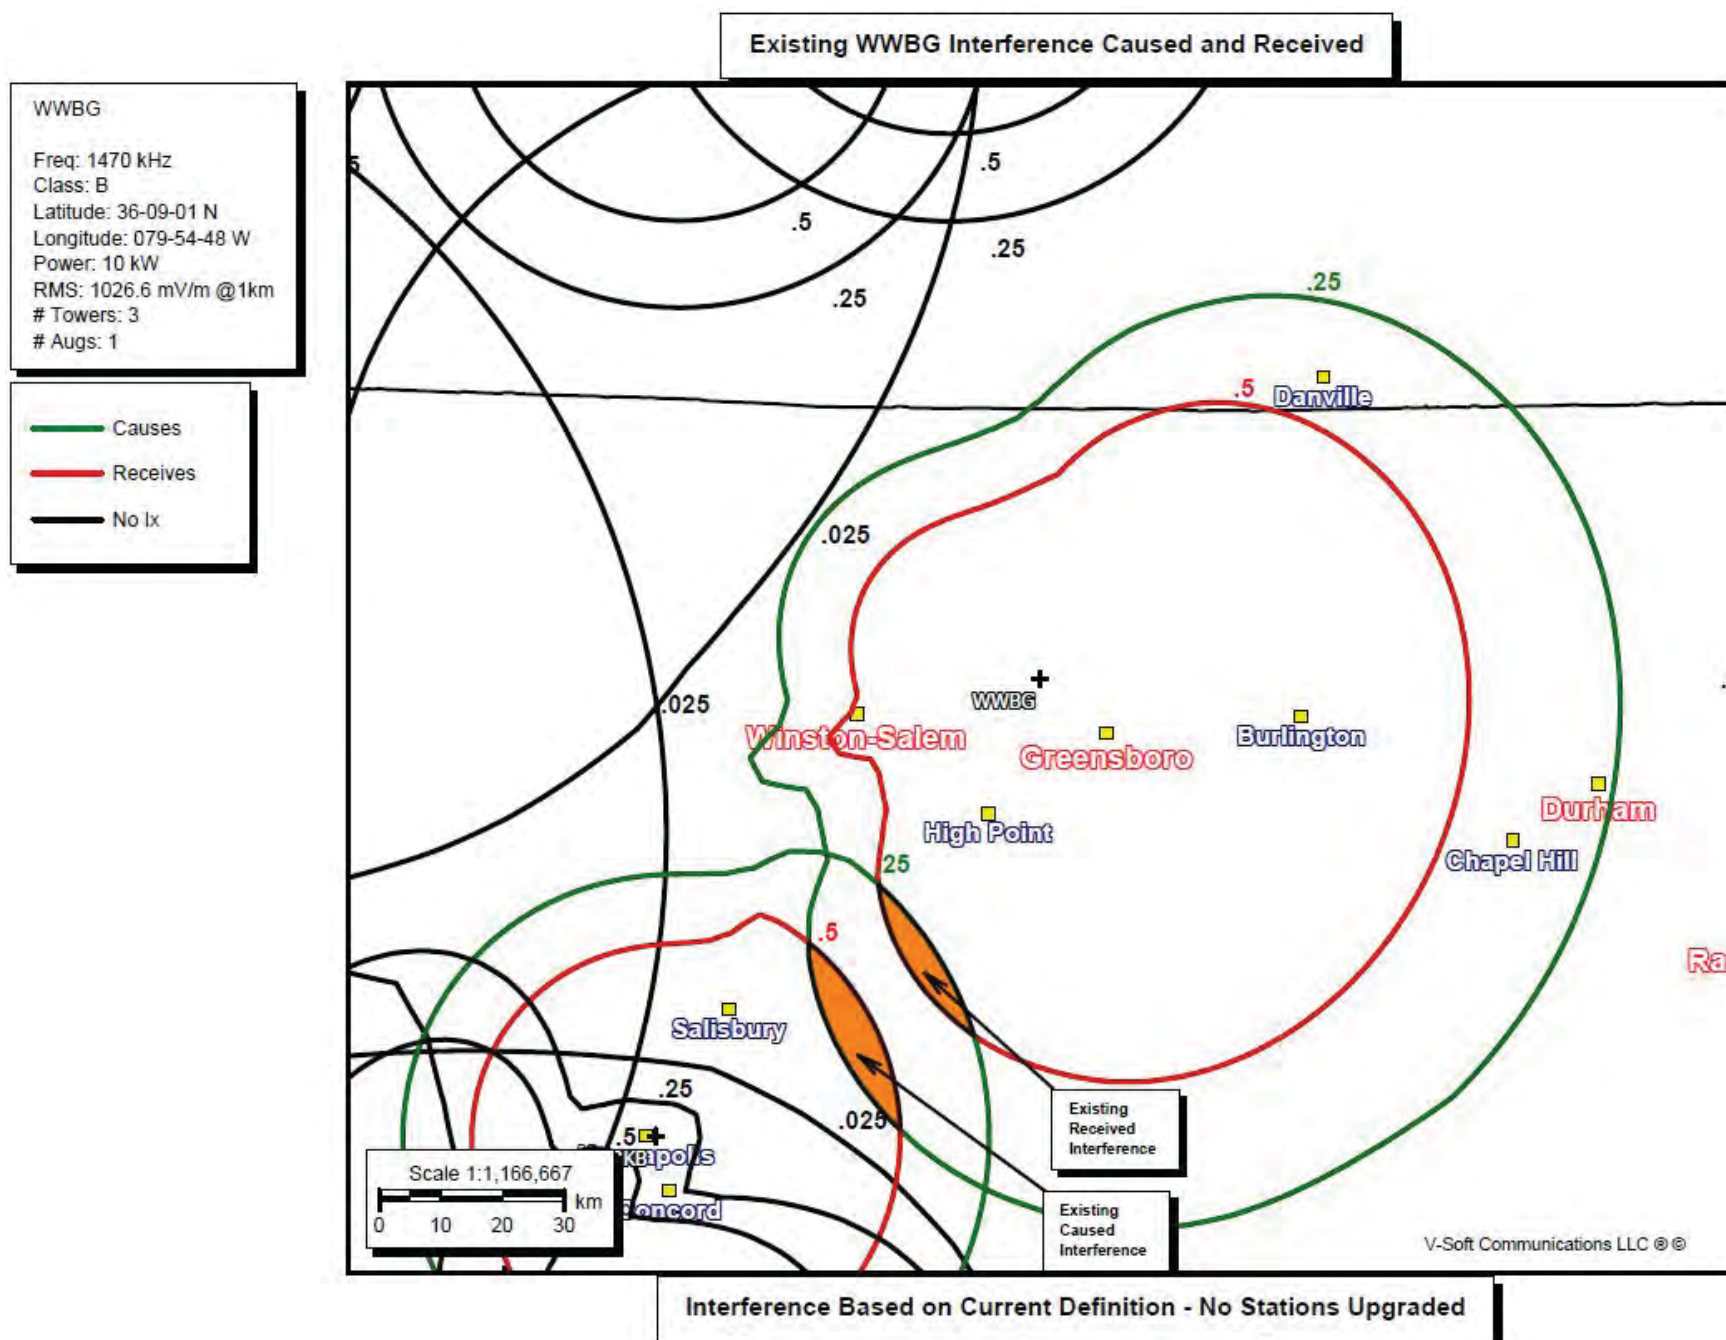 Existing WWBG Interference Caused and Received
WWBG
Freq: 1470 kHz
Class: B
Latitude: 36-09-01 N
Longitude: 079-54-48 W
Power: 10 kW
RMS: 1026.6 mV/m @1km
# Towers: 3
# Augs: 1
Causes
Receives
No Ix
5
.5
.5
.25
.25
.25
.5
Danville
.025
.025
WWBG
Winston-Salem
Greensboro
Burlington
High Point
Durham
Chapel Hill
25
.5
Ra
Salisbury
.25
.025
.5
apolis
Concord
Existing
Received
Interference
Existing
Caused
Interference
Scale 1:1,166,667
km
0 10 20 30
V-Soft Communications LLC ® ©
Interference Based on Current Definition - No Stations Upgraded